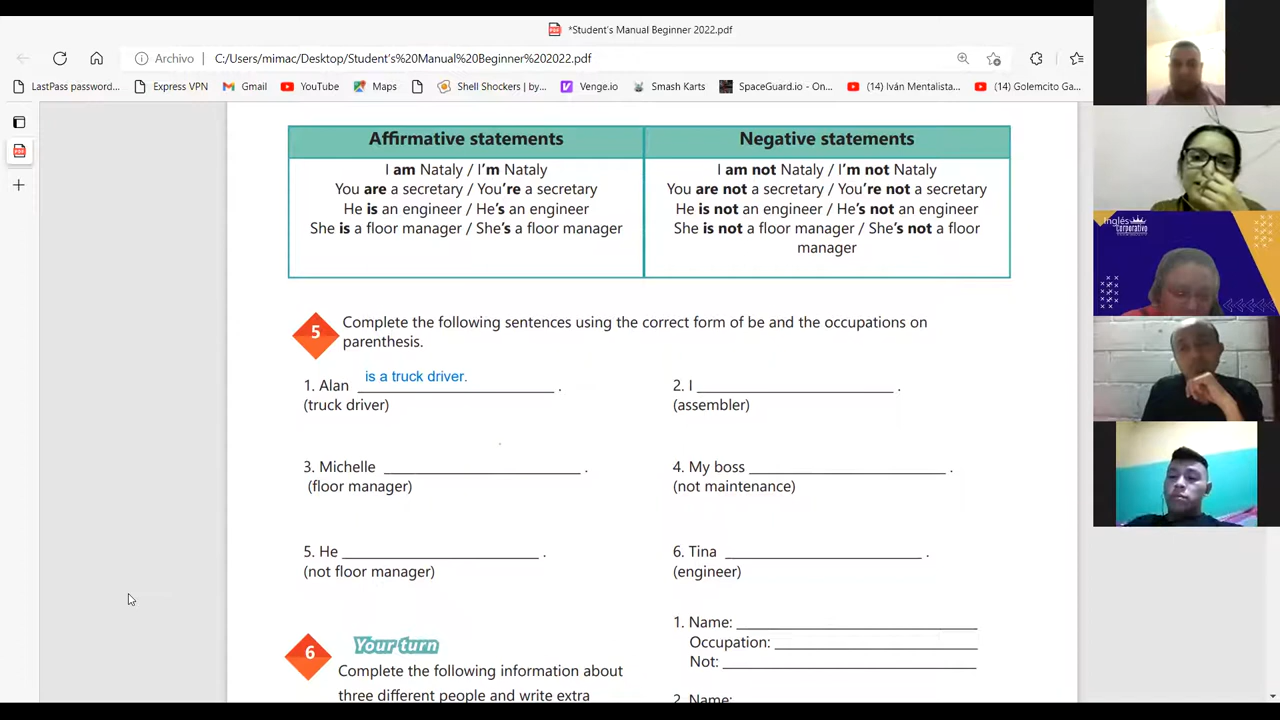 *Student's Manual Beginner 2022.pdf
Archivo C:/Users/mimac/Desktop/Student's%20Manual%20Beginner%202022.pdf
LastPass password... Express VPN Gmail YouTube Maps Shell Shockers | by... Venge.io Smash Karts SpaceGuard.io - On... (14) Iván Mentalista... (14) Golemcito Ga...
Affirmative statements
I am Nataly / I'm Nataly
You are a secretary / You're a secretary
He is an engineer / He's an engineer
She is a floor manager / She's a floor manager
Negative statements
I am not Nataly / I'm not Nataly
You are not a secretary / You're not a secretary
He is not an engineer / He's not an engineer
She is not a floor manager / She's not a floor
manager
5 Complete the following sentences using the correct form of be and the occupations on
parenthesis.
1. Alan is a truck driver. .
(truck driver)
2. I .
(assembler)
3. Michelle .
(floor manager)
4. My boss .
(not maintenance)
5. He .
(not floor manager)
6. Tina .
(engineer)
6 Your turn
Complete the following information about
three different people and write extra
1. Name:
Occupation:
Not:
2. Name:
Inglés
Corporativo